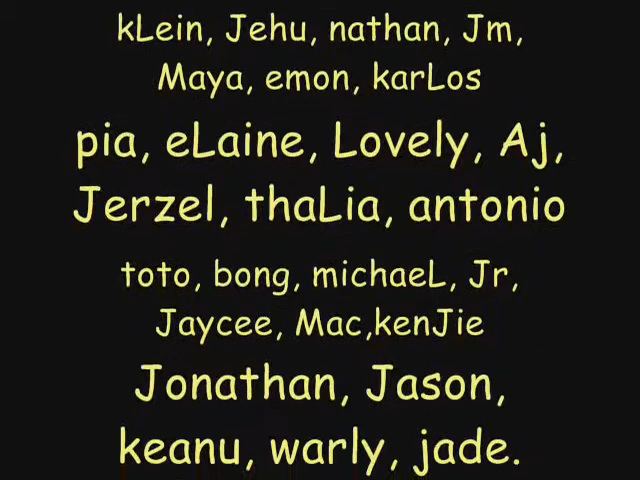 kLein, Jehu, nathan, Jm,
Maya, emon, karLos
pia, eLaine, Lovely, Aj,
Jerzel, thaLia, antonio
toto, bong, michaeL, Jr,
Jaycee, Mac,kenJie
Jonathan, Jason,
keanu, warly, jade.